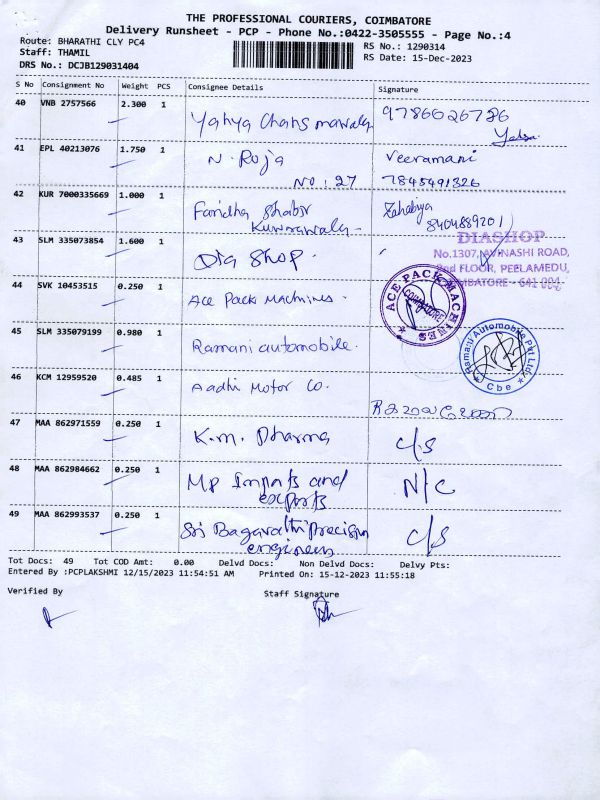 THE PROFESSIONAL COURIERS, COIMBATORE
Delivery Runsheet - PCP - Phone No.:0422-3505555 - Page No.:4
Route: BHARATHI CLY PC4
Staff: THAMIL
DRS No.: DCJB129031404
RS No.: 1290314
RS Date: 15-Dec-2023
S No Consignment No Weight PCS Consignee Details Signature
40 VNB 2757566 2.300 1 Yahya 9786026786
41 EPL 40213076 1.750 1 N. Roja Veeramani
No: 27 7845491326
42 KUR 7000335669 1.000 1 Faridha Zahabya
8404889201
43 SLM 335073854 1.600 1 Dia Shop.
DIASHOP
No.1307, AVINASHI ROAD,
2nd FLOOR, PEELAMEDU,
COIMBATORE - 641 004.
44 SVK 10453515 0.250 1 Ace Pack Machines.
ACE PACK MACHINES
COIMBATORE
45 SLM 335079199 0.980 1 Ramani automobile.
Ramani Automobile Pvt Ltd
Cbe
46 KCM 12959520 0.485 1 Aadhi Motor Co.
47 MAA 862971559 0.250 1 K.M. Dharma C/S
48 MAA 862984662 0.250 1 Mp Imports and N/C
exports
49 MAA 862993537 0.250 1 Sri Bagarathi Precision C/S
engineers
Tot Docs: 49 Tot COD Amt: 0.00 Delvd Docs: Non Delvd Docs: Delvy Pts:
Entered By :PCPLAKSHMI 12/15/2023 11:54:51 AM Printed On: 15-12-2023 11:55:18
Verified By Staff Signature